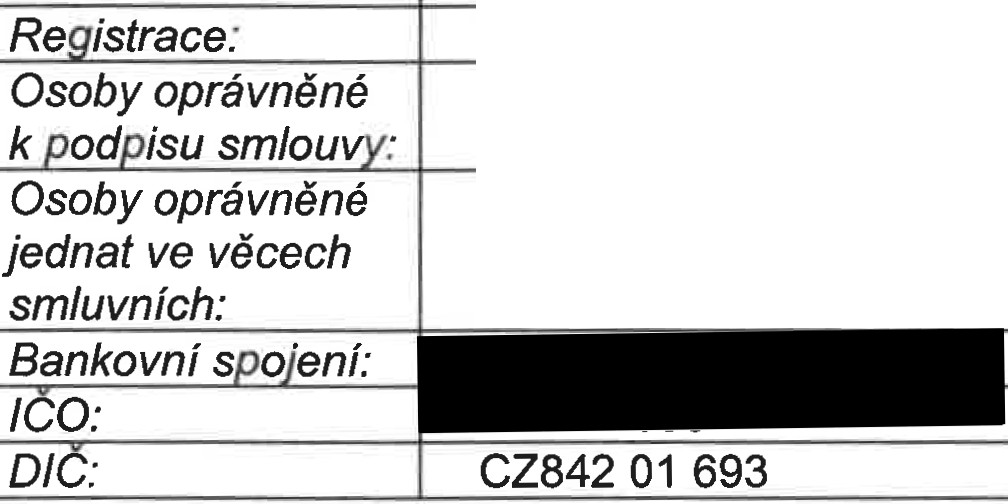 Registrace:
Osoby oprávněné
k podpisu smlouvy:
Osoby oprávněné
jednat ve věcech
smluvních:
Bankovní spojení:
IČO:
DIČ: CZ842 01 693